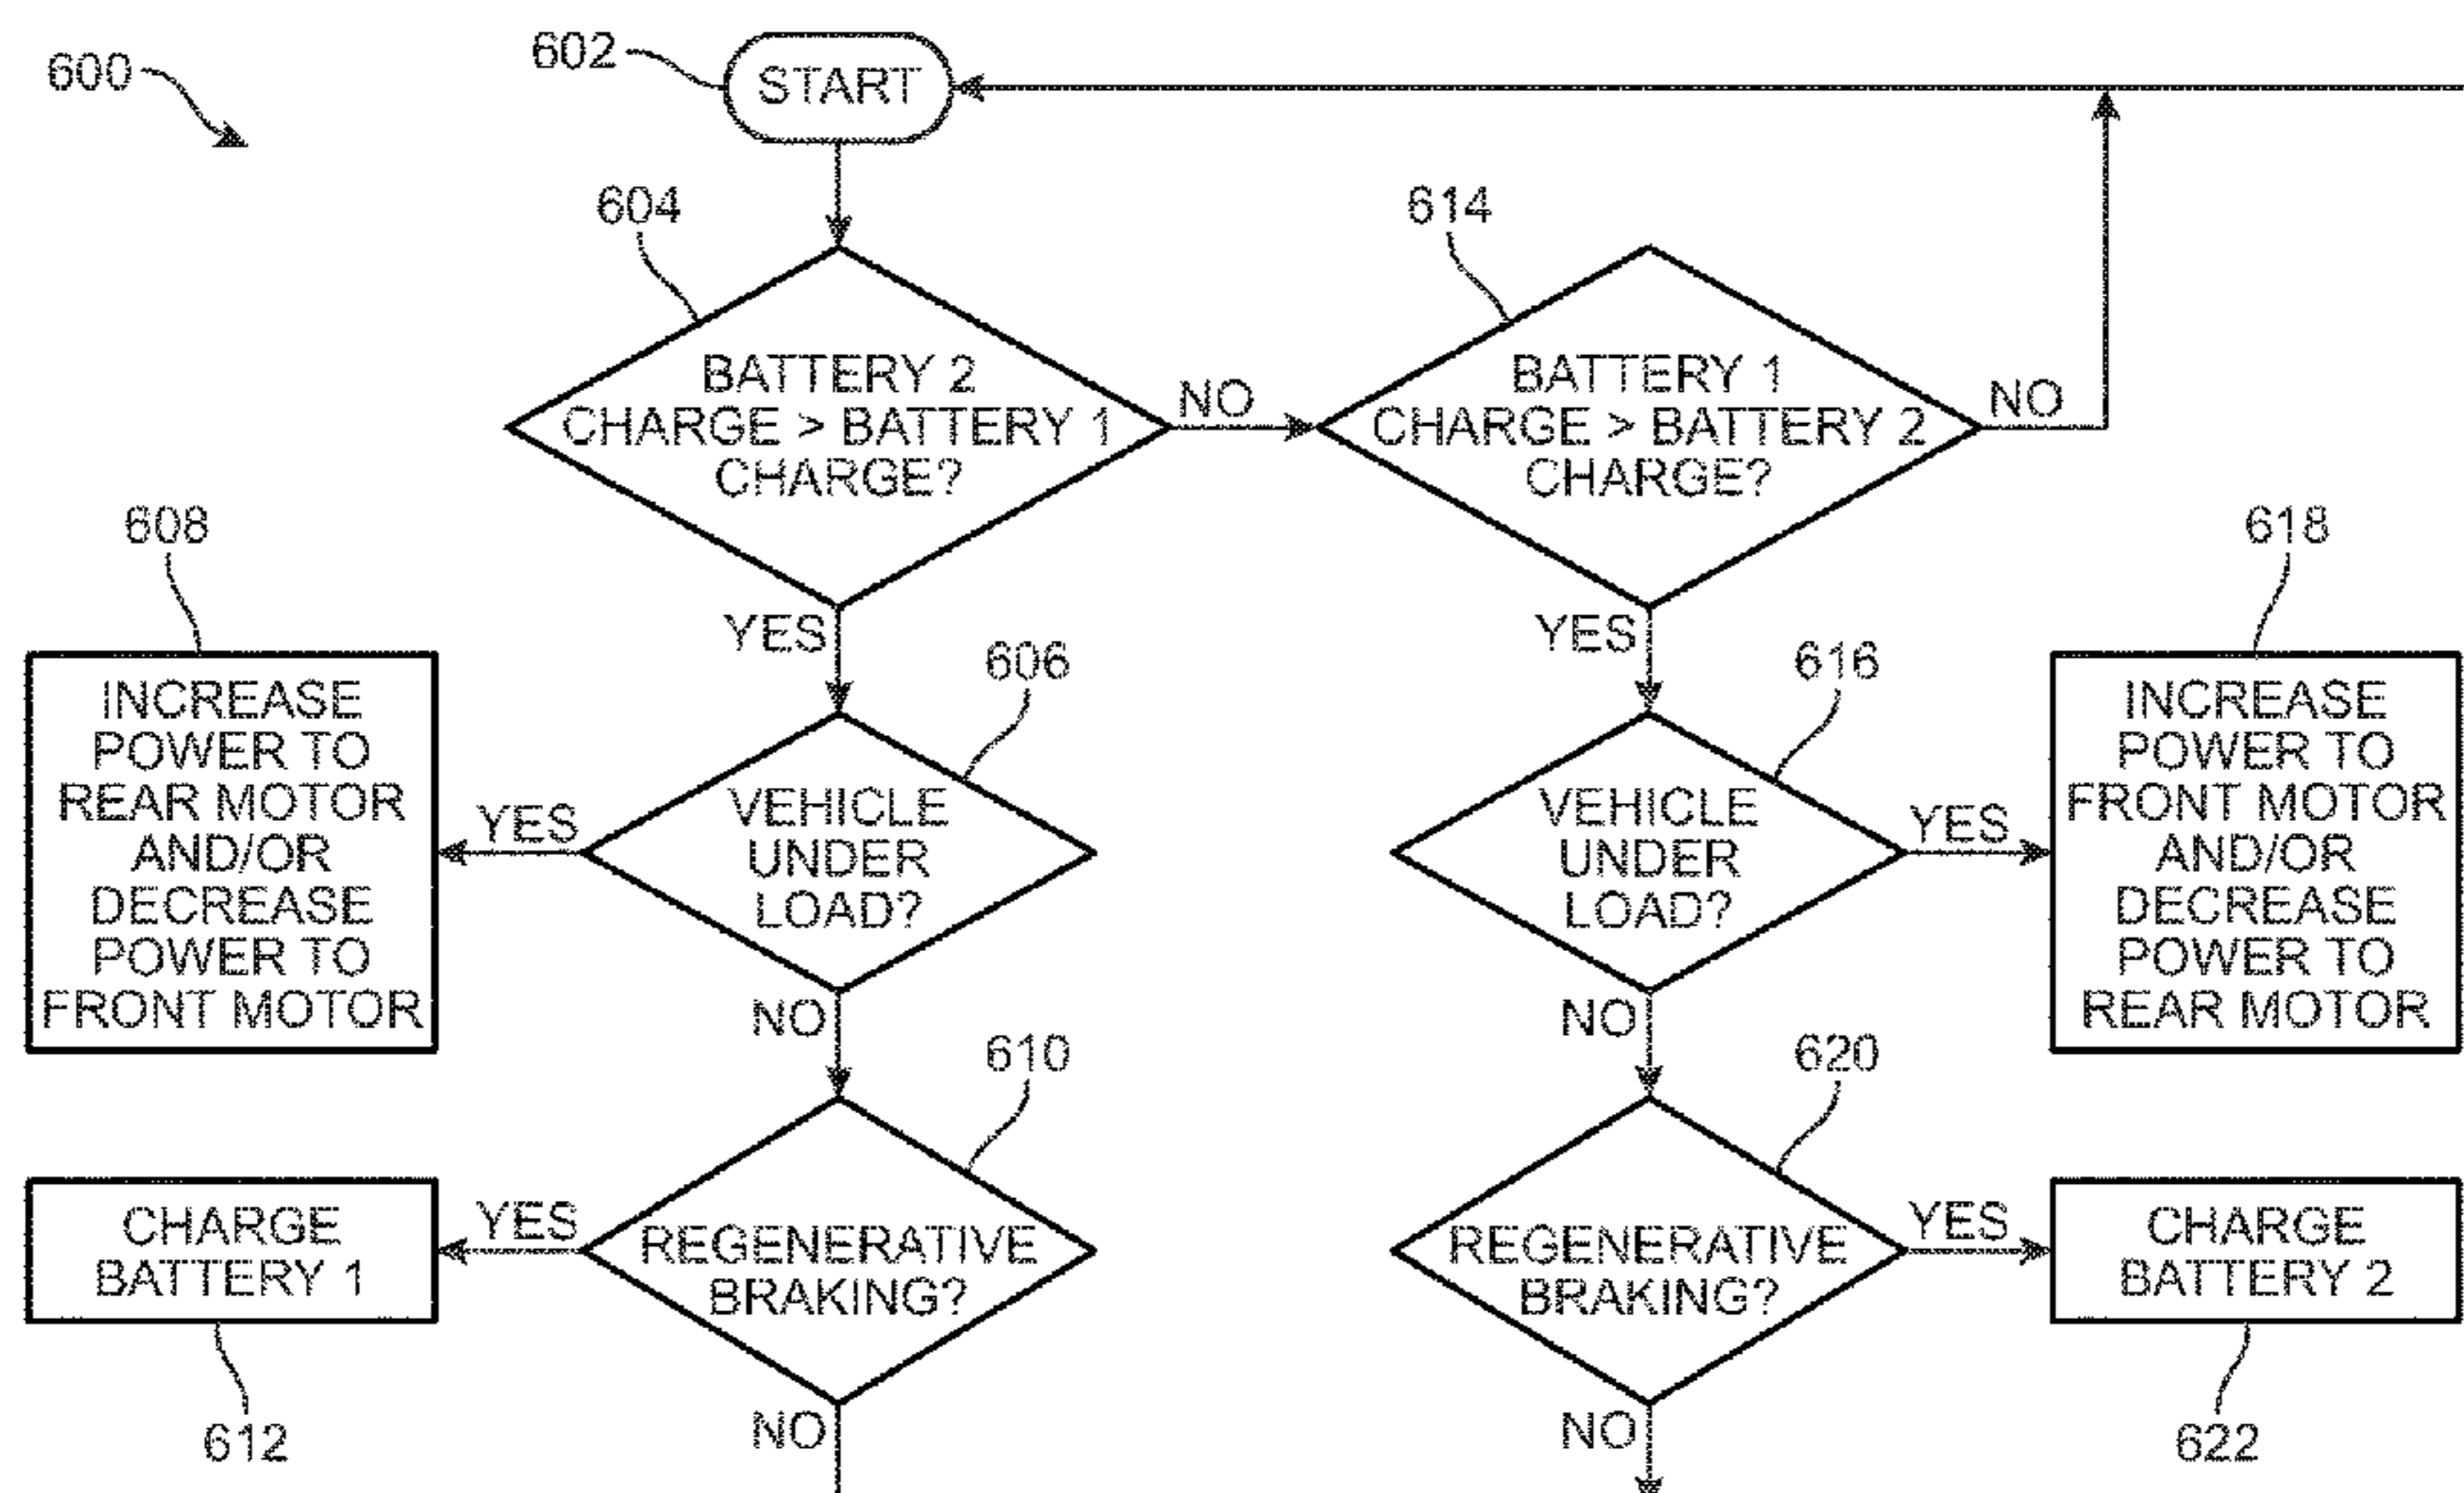 600
602
START
604
614
BATTERY 2
CHARGE > BATTERY 1
CHARGE?
NO
BATTERY 1
CHARGE > BATTERY 2
CHARGE?
NO
608
618
YES
YES
606
616
INCREASE
POWER TO
REAR MOTOR
AND/OR
DECREASE
POWER TO
FRONT MOTOR
YES
VEHICLE
UNDER
LOAD?
VEHICLE
UNDER
LOAD?
YES
INCREASE
POWER TO
FRONT MOTOR
AND/OR
DECREASE
POWER TO
REAR MOTOR
NO
NO
610
620
CHARGE
BATTERY 1
YES
REGENERATIVE
BRAKING?
REGENERATIVE
BRAKING?
YES
CHARGE
BATTERY 2
612
NO
NO
622